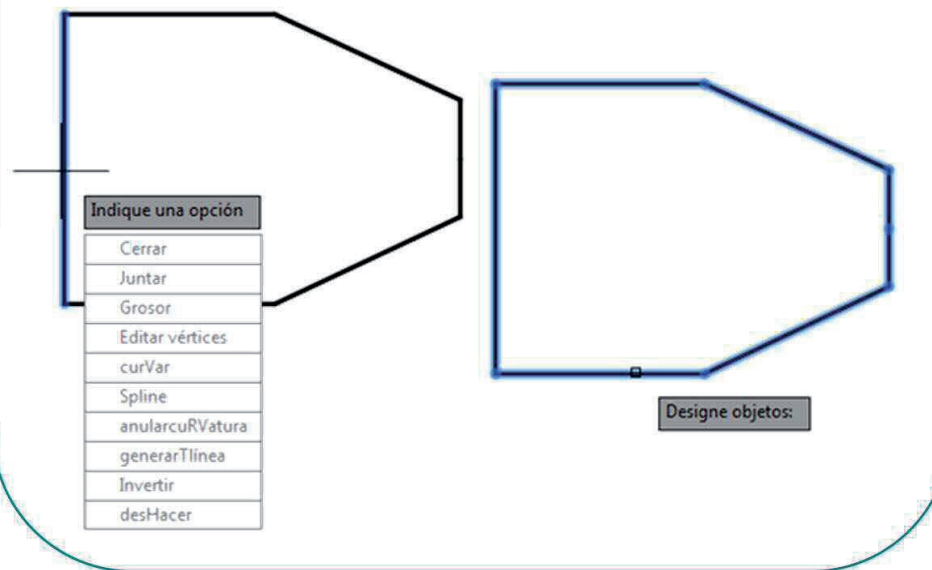 Indique una opción
Cerrar
Juntar
Grosor
Editar vértices
curVar
Spline
anularcuRVatura
generarTlínea
Invertir
desHacer
Designe objetos: